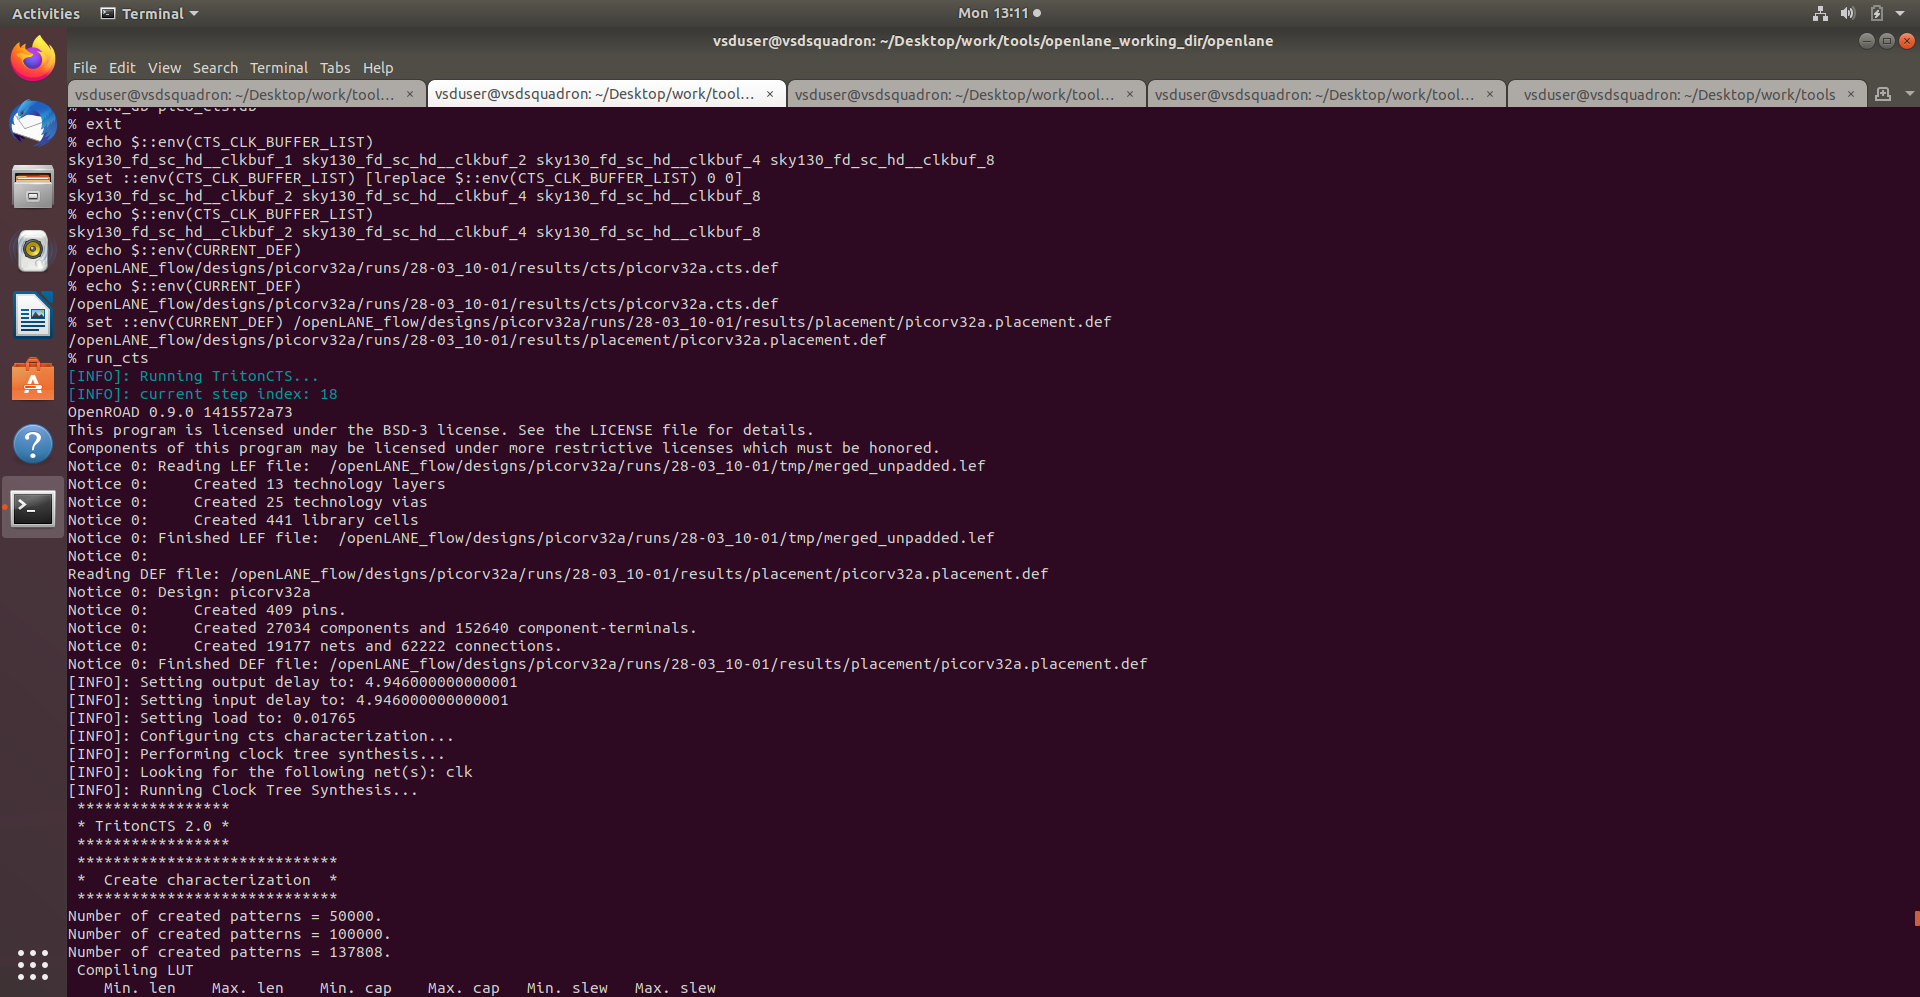 Activities
Terminal
Mon 13:11
vsduser@vsdsquadron: ~/Desktop/work/tools/openlane_working_dir/openlane
File Edit View Search Terminal Tabs Help
vsduser@vsdsquadron: ~/Desktop/work/tool... × vsduser@vsdsquadron: ~/Desktop/work/tool... × vsduser@vsdsquadron: ~/Desktop/work/tool... × vsduser@vsdsquadron: ~/Desktop/work/tool... × vsduser@vsdsquadron: ~/Desktop/work/tools ×
% read_db pico_cts.db
% exit
% echo $::env(CTS_CLK_BUFFER_LIST)
sky130_fd_sc_hd__clkbuf_1 sky130_fd_sc_hd__clkbuf_2 sky130_fd_sc_hd__clkbuf_4 sky130_fd_sc_hd__clkbuf_8
% set ::env(CTS_CLK_BUFFER_LIST) [lreplace $::env(CTS_CLK_BUFFER_LIST) 0 0]
sky130_fd_sc_hd__clkbuf_2 sky130_fd_sc_hd__clkbuf_4 sky130_fd_sc_hd__clkbuf_8
% echo $::env(CTS_CLK_BUFFER_LIST)
sky130_fd_sc_hd__clkbuf_2 sky130_fd_sc_hd__clkbuf_4 sky130_fd_sc_hd__clkbuf_8
% echo $::env(CURRENT_DEF)
/openLANE_flow/designs/picorv32a/runs/28-03_10-01/results/cts/picorv32a.cts.def
% echo $::env(CURRENT_DEF)
/openLANE_flow/designs/picorv32a/runs/28-03_10-01/results/cts/picorv32a.cts.def
% set ::env(CURRENT_DEF) /openLANE_flow/designs/picorv32a/runs/28-03_10-01/results/placement/picorv32a.placement.def
/openLANE_flow/designs/picorv32a/runs/28-03_10-01/results/placement/picorv32a.placement.def
% run_cts
[INFO]: Running TritonCTS...
[INFO]: current step index: 18
OpenROAD 0.9.0 1415572a73
This program is licensed under the BSD-3 license. See the LICENSE file for details.
Components of this program may be licensed under more restrictive licenses which must be honored.
Notice 0: Reading LEF file:  /openLANE_flow/designs/picorv32a/runs/28-03_10-01/tmp/merged_unpadded.lef
Notice 0:     Created 13 technology layers
Notice 0:     Created 25 technology vias
Notice 0:     Created 441 library cells
Notice 0: Finished LEF file:  /openLANE_flow/designs/picorv32a/runs/28-03_10-01/tmp/merged_unpadded.lef
Notice 0:
Reading DEF file: /openLANE_flow/designs/picorv32a/runs/28-03_10-01/results/placement/picorv32a.placement.def
Notice 0: Design: picorv32a
Notice 0:     Created 409 pins.
Notice 0:     Created 27034 components and 152640 component-terminals.
Notice 0:     Created 19177 nets and 62222 connections.
Notice 0: Finished DEF file: /openLANE_flow/designs/picorv32a/runs/28-03_10-01/results/placement/picorv32a.placement.def
[INFO]: Setting output delay to: 4.946000000000001
[INFO]: Setting input delay to: 4.946000000000001
[INFO]: Setting load to: 0.01765
[INFO]: Configuring cts characterization...
[INFO]: Performing clock tree synthesis...
[INFO]: Looking for the following net(s): clk
[INFO]: Running Clock Tree Synthesis...
*****************
* TritonCTS 2.0 *
*****************
*****************************
*  Create characterization  *
*****************************
Number of created patterns = 50000.
Number of created patterns = 100000.
Number of created patterns = 137808.
Compiling LUT
Min. len    Max. len    Min. cap    Max. cap   Min. slew   Max. slew